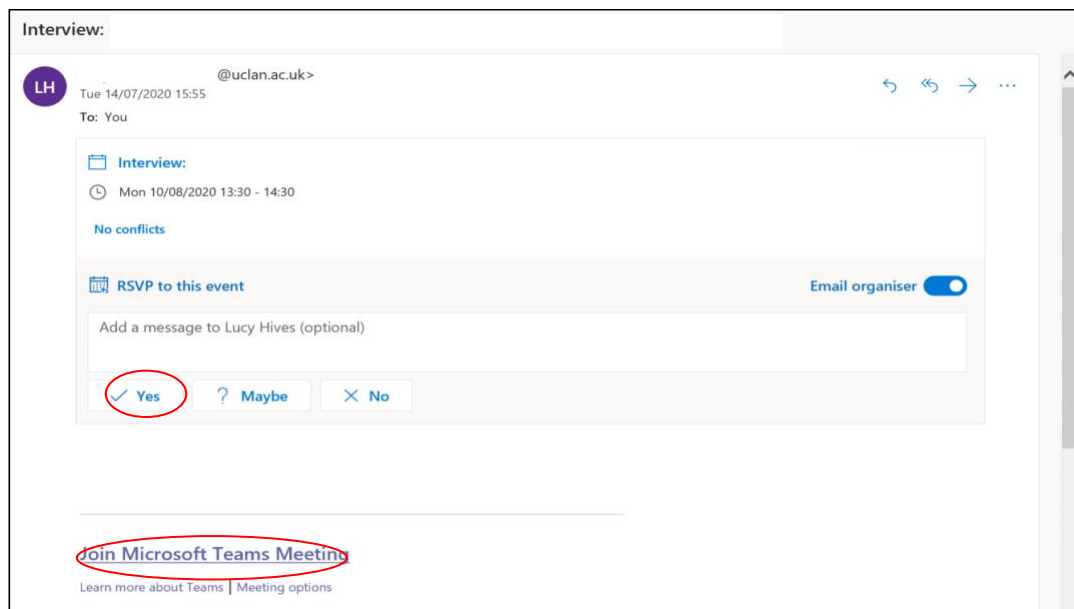 Interview:
LH
@uclan.ac.uk>
Tue 14/07/2020 15:55
To: You
Interview:
Mon 10/08/2020 13:30 - 14:30
No conflicts
RSVP to this event
Email organiser
Add a message to Lucy Hives (optional)
Yes ? Maybe No
Join Microsoft Teams Meeting
Learn more about Teams | Meeting options